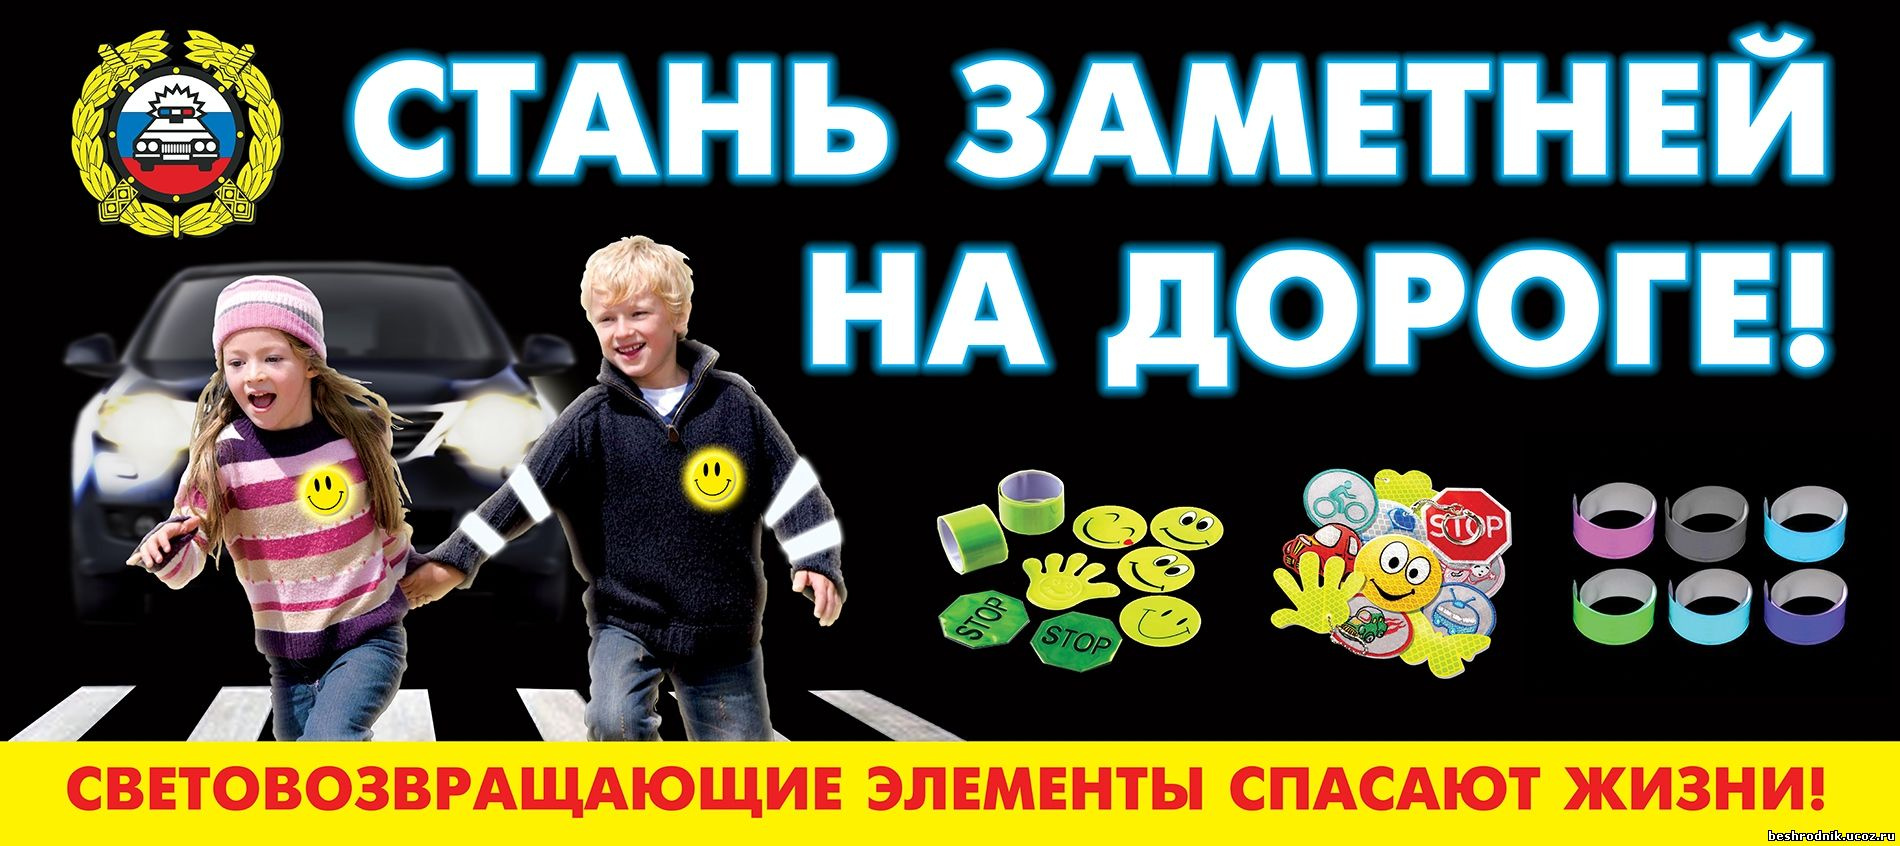 СТАНЬ ЗАМЕТНЕЙ
НА ДОРОГЕ!
STOP
STOP
STOP
СВЕТОВОЗВРАЩАЮЩИЕ ЭЛЕМЕНТЫ СПАСАЮТ ЖИЗНИ!
beshrodnik.ucoz.ru